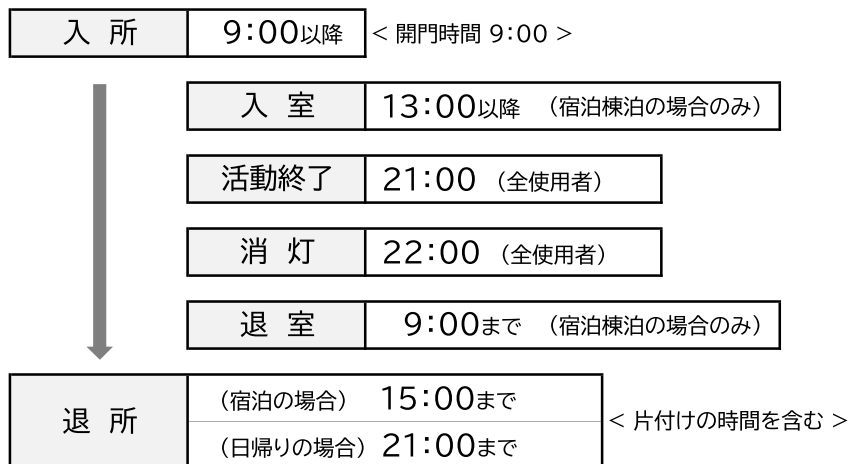 入 所 9:00以降 < 開門時間 9:00 >
入 室 13:00以降 （宿泊棟泊の場合のみ）
活動終了 21:00 （全使用者）
消 灯 22:00 （全使用者）
退 室 9:00まで （宿泊棟泊の場合のみ）
退 所 （宿泊の場合） 15:00まで < 片付けの時間を含む >
（日帰りの場合） 21:00まで